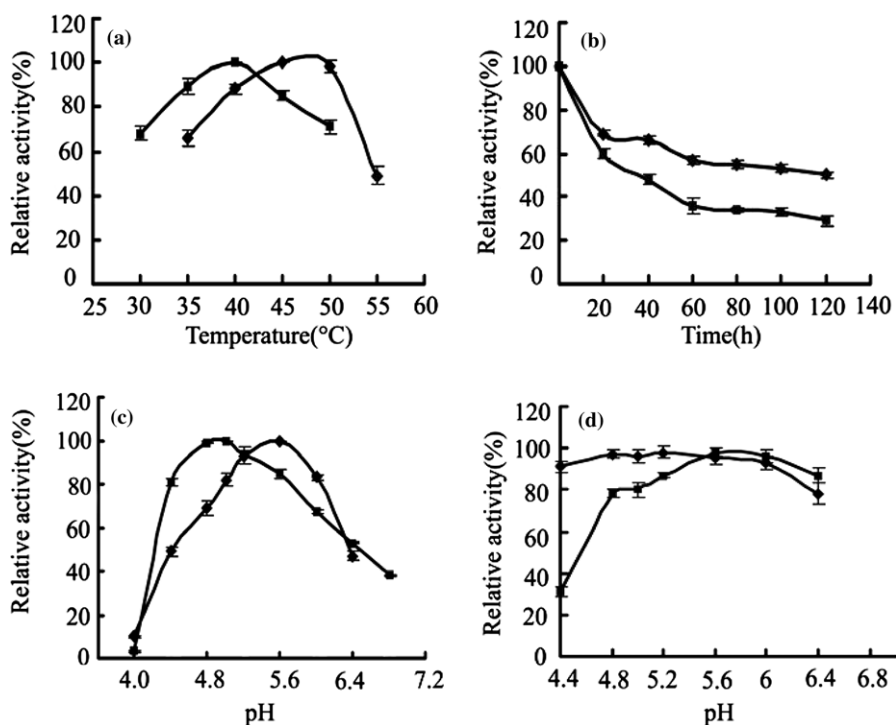 (a)
Relative activity(%)
120
100
80
60
40
20
0
25 30 35 40 45 50 55 60
Temperature(°C)
(b)
Relative activity(%)
120
100
80
60
40
20
0
20 40 60 80 100 120 140
Time(h)
(c)
Relative activity(%)
120
100
80
60
40
20
0
4.0 4.8 5.6 6.4 7.2
pH
(d)
Relative activity(%)
120
100
80
60
40
20
0
4.4 4.8 5.2 5.6 6 6.4 6.8
pH